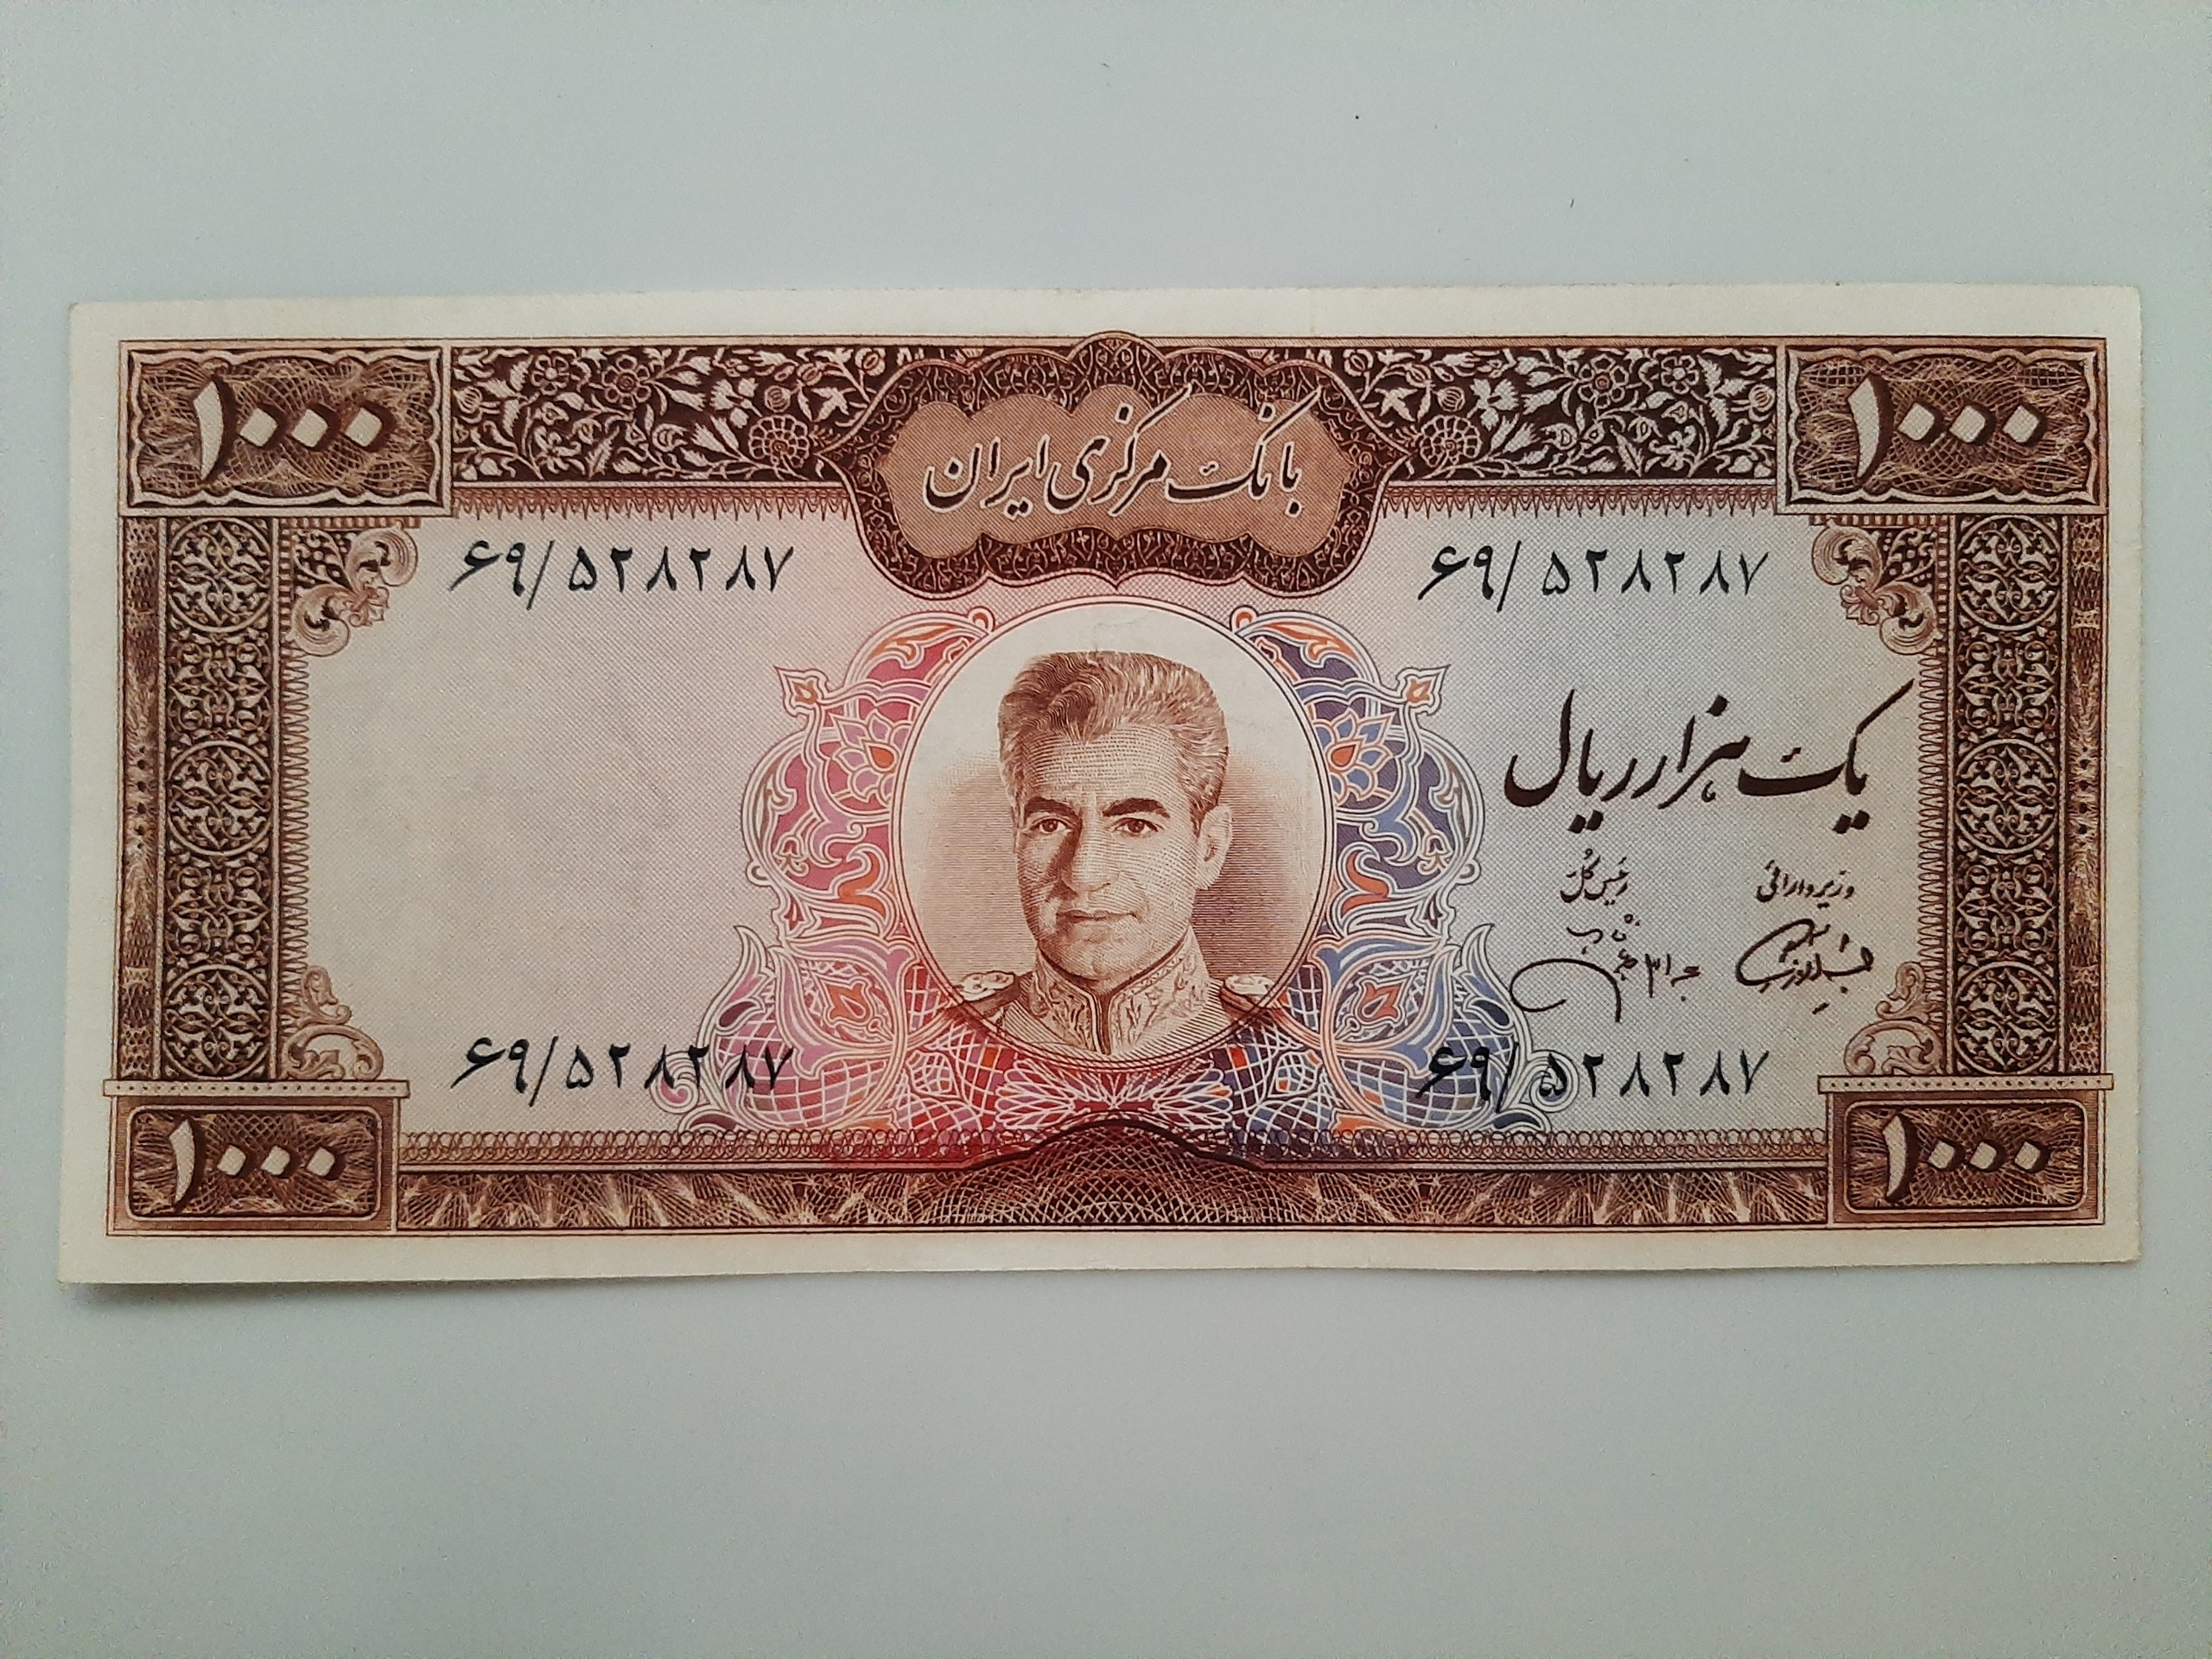 ۱۰۰۰
بانک مرکزی ایران
۱۰۰۰
۶۹/۵۲۸۲۸۷
۶۹/۵۲۸۲۸۷
یک هزار ریال
وزیر دارائی
رئیس کل
۶۹/۵۲۸۲۸۷
۶۹/۵۲۸۲۸۷
۱۰۰۰
۱۰۰۰